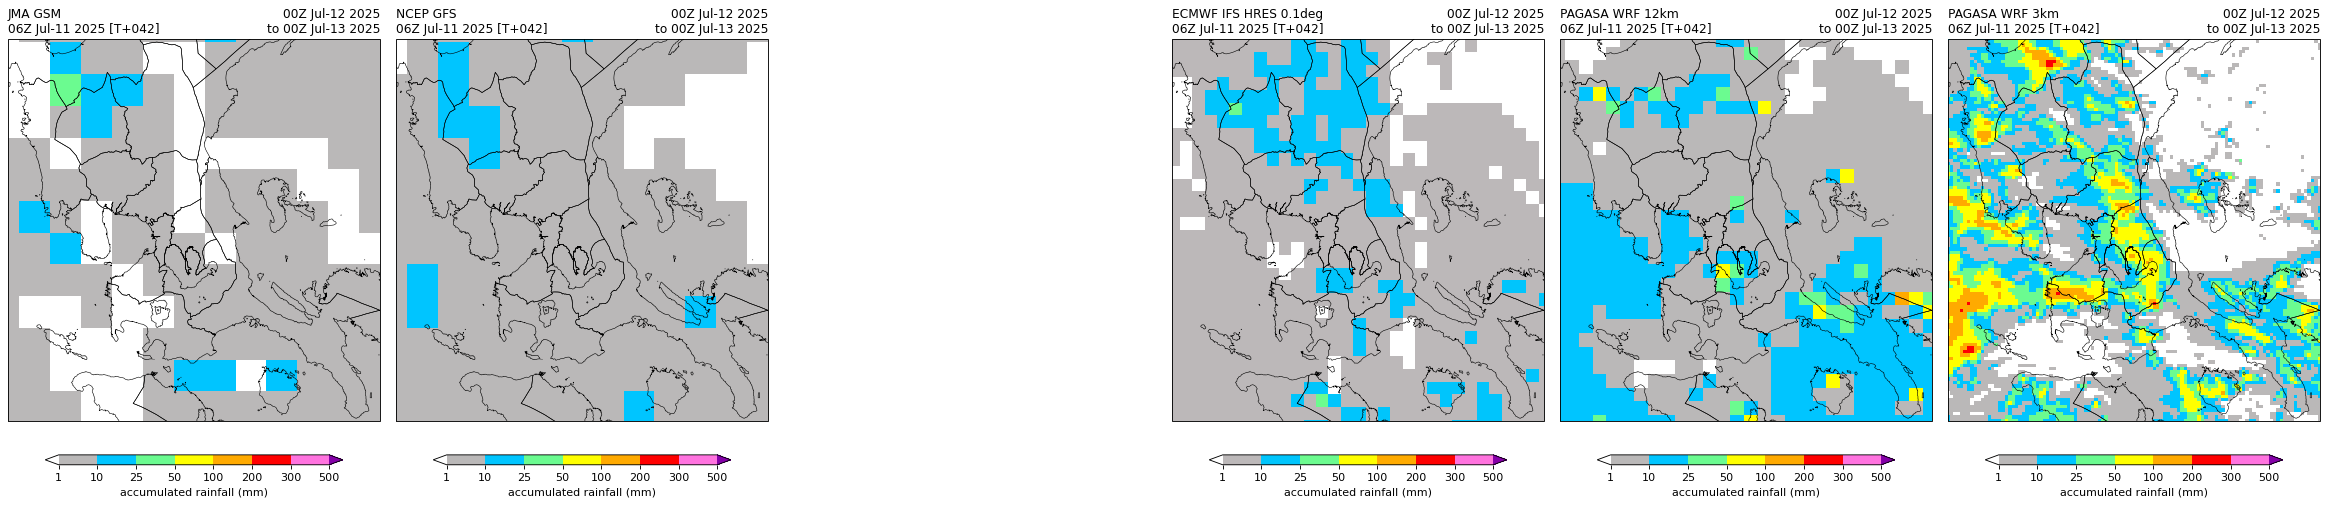 JMA GSM 00Z Jul-12 2025
06Z Jul-11 2025 [T+042] to 00Z Jul-13 2025
NCEP GFS 00Z Jul-12 2025
06Z Jul-11 2025 [T+042] to 00Z Jul-13 2025
ECMWF IFS HRES 0.1deg 00Z Jul-12 2025
06Z Jul-11 2025 [T+042] to 00Z Jul-13 2025
PAGASA WRF 12km 00Z Jul-12 2025
06Z Jul-11 2025 [T+042] to 00Z Jul-13 2025
PAGASA WRF 3km 00Z Jul-12 2025
06Z Jul-11 2025 [T+042] to 00Z Jul-13 2025
1 10 25 50 100 200 300 500
accumulated rainfall (mm)
1 10 25 50 100 200 300 500
accumulated rainfall (mm)
1 10 25 50 100 200 300 500
accumulated rainfall (mm)
1 10 25 50 100 200 300 500
accumulated rainfall (mm)
1 10 25 50 100 200 300 500
accumulated rainfall (mm)